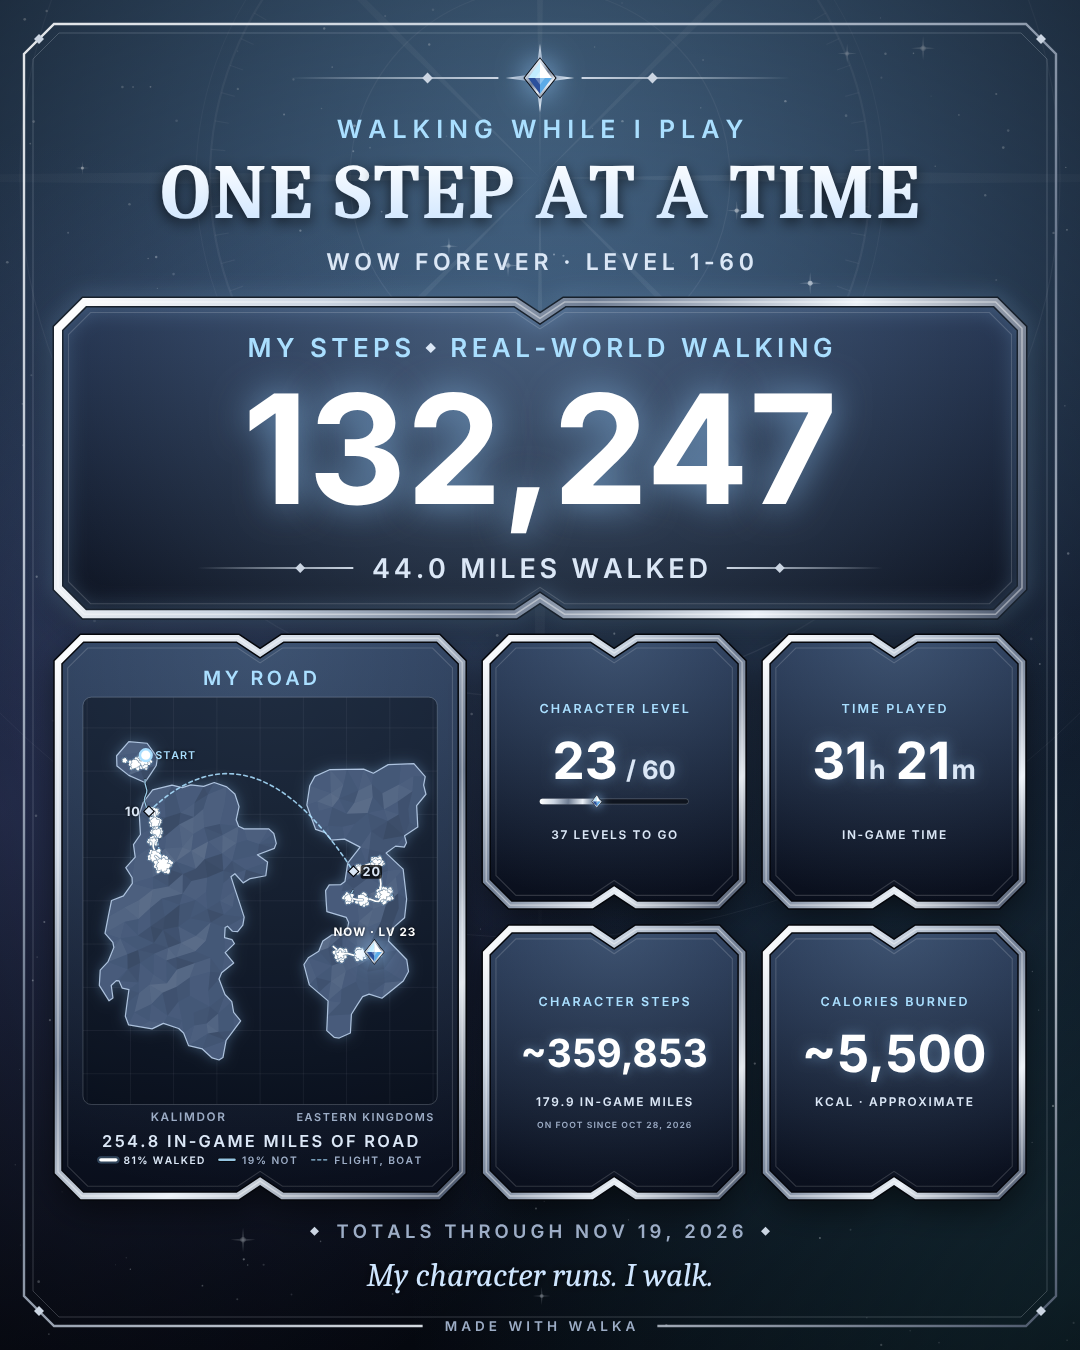 WALKING WHILE I PLAY
ONE STEP AT A TIME
WOW FOREVER · LEVEL 1-60
MY STEPS ◆ REAL-WORLD WALKING
132,247
44.0 MILES WALKED
MY ROAD
START
10
20
NOW · LV 23
KALIMDOR
EASTERN KINGDOMS
254.8 IN-GAME MILES OF ROAD
81% WALKED
19% NOT
FLIGHT, BOAT
CHARACTER LEVEL
23 / 60
37 LEVELS TO GO
TIME PLAYED
31h 21m
IN-GAME TIME
CHARACTER STEPS
~359,853
179.9 IN-GAME MILES
ON FOOT SINCE OCT 28, 2026
CALORIES BURNED
~5,500
KCAL · APPROXIMATE
TOTALS THROUGH NOV 19, 2026
My character runs. I walk.
MADE WITH WALKA